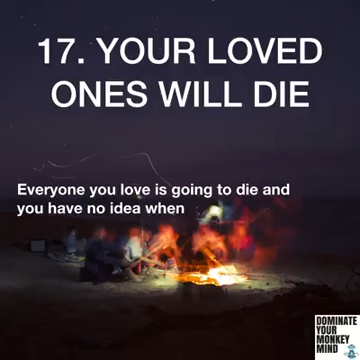 17. YOUR LOVED
ONES WILL DIE
Everyone you love is going to die and
you have no idea when
DOMINATE
YOUR
MONKEY
MIND